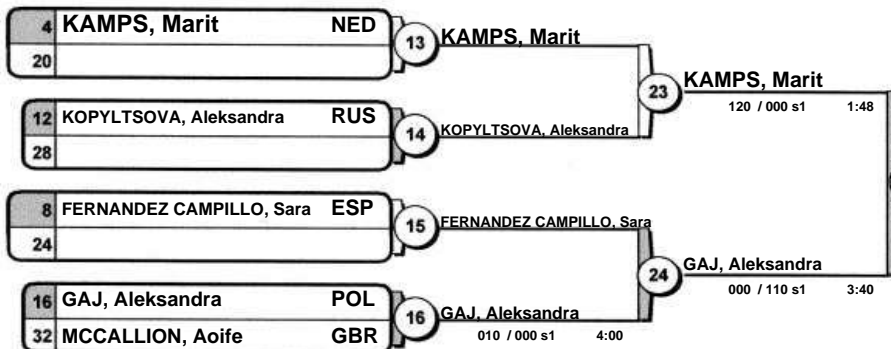 4 KAMPS, Marit NED
20
13 KAMPS, Marit
12 KOPYLTSOVA, Aleksandra RUS
28
14 KOPYLTSOVA, Aleksandra
23 KAMPS, Marit
120 / 000 s1 1:48
8 FERNANDEZ CAMPILLO, Sara ESP
24
15 FERNANDEZ CAMPILLO, Sara
16 GAJ, Aleksandra POL
32 MCCALLION, Aoife GBR
16 GAJ, Aleksandra
010 / 000 s1 4:00
24 GAJ, Aleksandra
000 / 110 s1 3:40